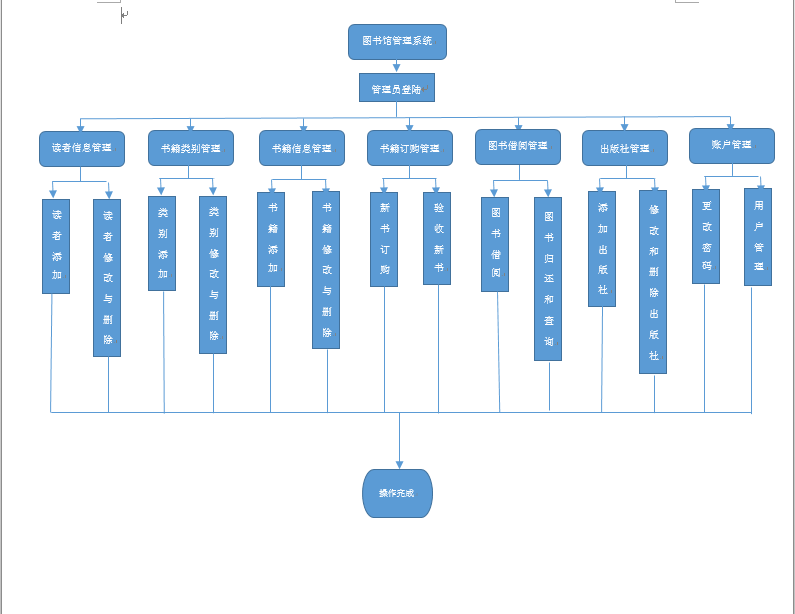 图书馆管理系统
管理员登陆
读者信息管理
书籍类别管理
书籍信息管理
书籍订购管理
图书借阅管理
出版社管理
账户管理
读者添加
读者修改与删除
类别添加
类别修改与删除
书籍添加
书籍修改与删除
新书订购
验收新书
图书借阅
图书归还和查询
添加出版社
修改和删除出版社
更改密码
用户管理
操作完成